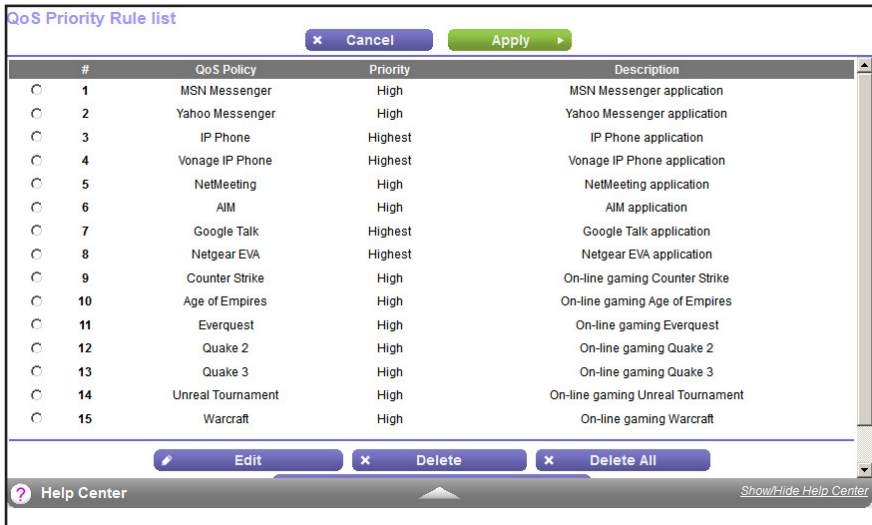 QoS Priority Rule list
Cancel Apply
# QoS Policy Priority Description
1 MSN Messenger High MSN Messenger application
2 Yahoo Messenger High Yahoo Messenger application
3 IP Phone Highest IP Phone application
4 Vonage IP Phone Highest Vonage IP Phone application
5 NetMeeting High NetMeeting application
6 AIM High AIM application
7 Google Talk Highest Google Talk application
8 Netgear EVA Highest Netgear EVA application
9 Counter Strike High On-line gaming Counter Strike
10 Age of Empires High On-line gaming Age of Empires
11 Everquest High On-line gaming Everquest
12 Quake 2 High On-line gaming Quake 2
13 Quake 3 High On-line gaming Quake 3
14 Unreal Tournament High On-line gaming Unreal Tournament
15 Warcraft High On-line gaming Warcraft
Edit Delete Delete All
? Help Center Show/Hide Help Center